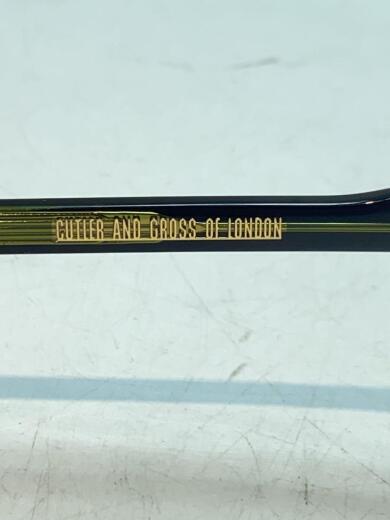 CUTLER AND GROSS Of LONDON